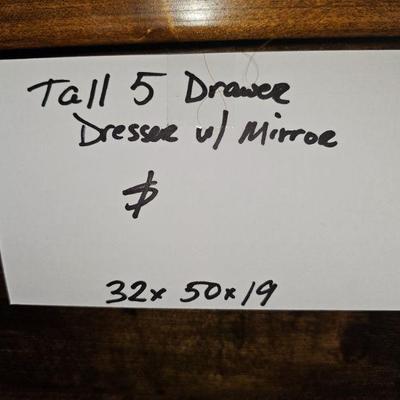 Tall 5 Drawer
Dresser w/ Mirror
$
32x 50x19